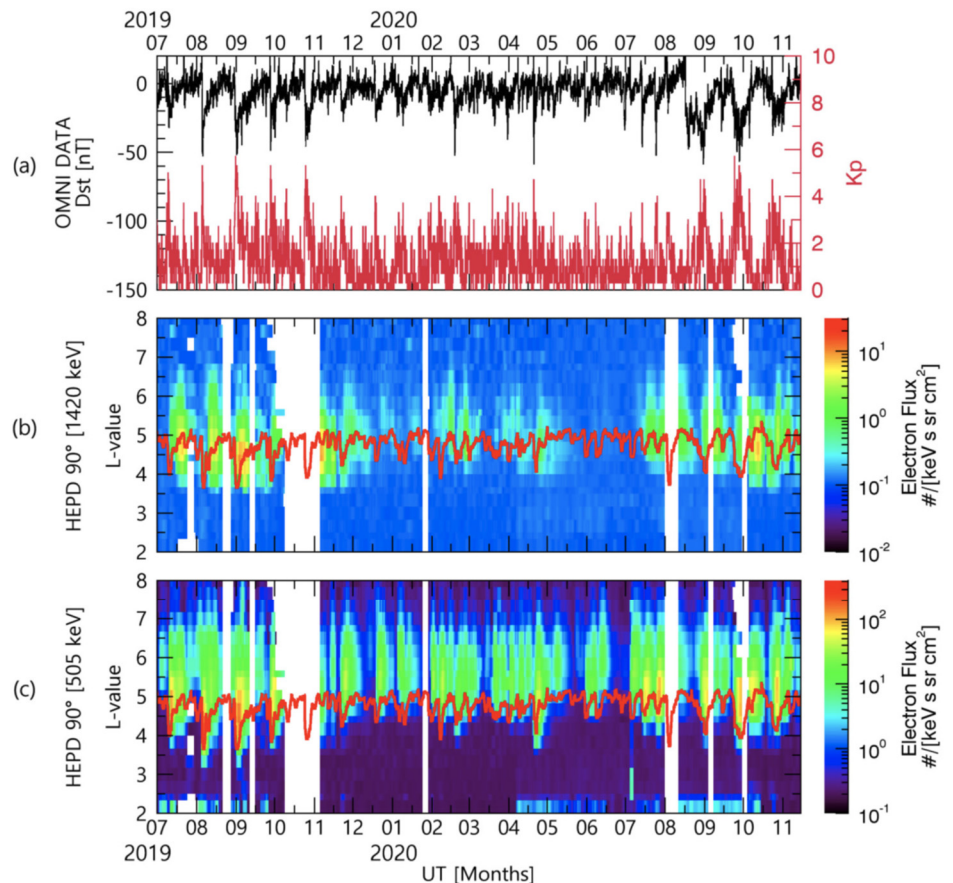 2019 2020
07 08 09 10 11 12 01 02 03 04 05 06 07 08 09 10 11
(a)
OMNI DATA
Dst [nT]
0
-50
-100
-150
10
8
6
4
2
0
Kp
(b)
HEPD 90° [1420 keV]
L-value
8
7
6
5
4
3
2
10^1
10^0
10^-1
10^-2
Electron Flux
#/[keV s sr cm^2]
(c)
HEPD 90° [505 keV]
L-value
8
7
6
5
4
3
2
10^2
10^1
10^0
10^-1
Electron Flux
#/[keV s sr cm^2]
07 08 09 10 11 12 01 02 03 04 05 06 07 08 09 10 11
2019 2020
UT [Months]